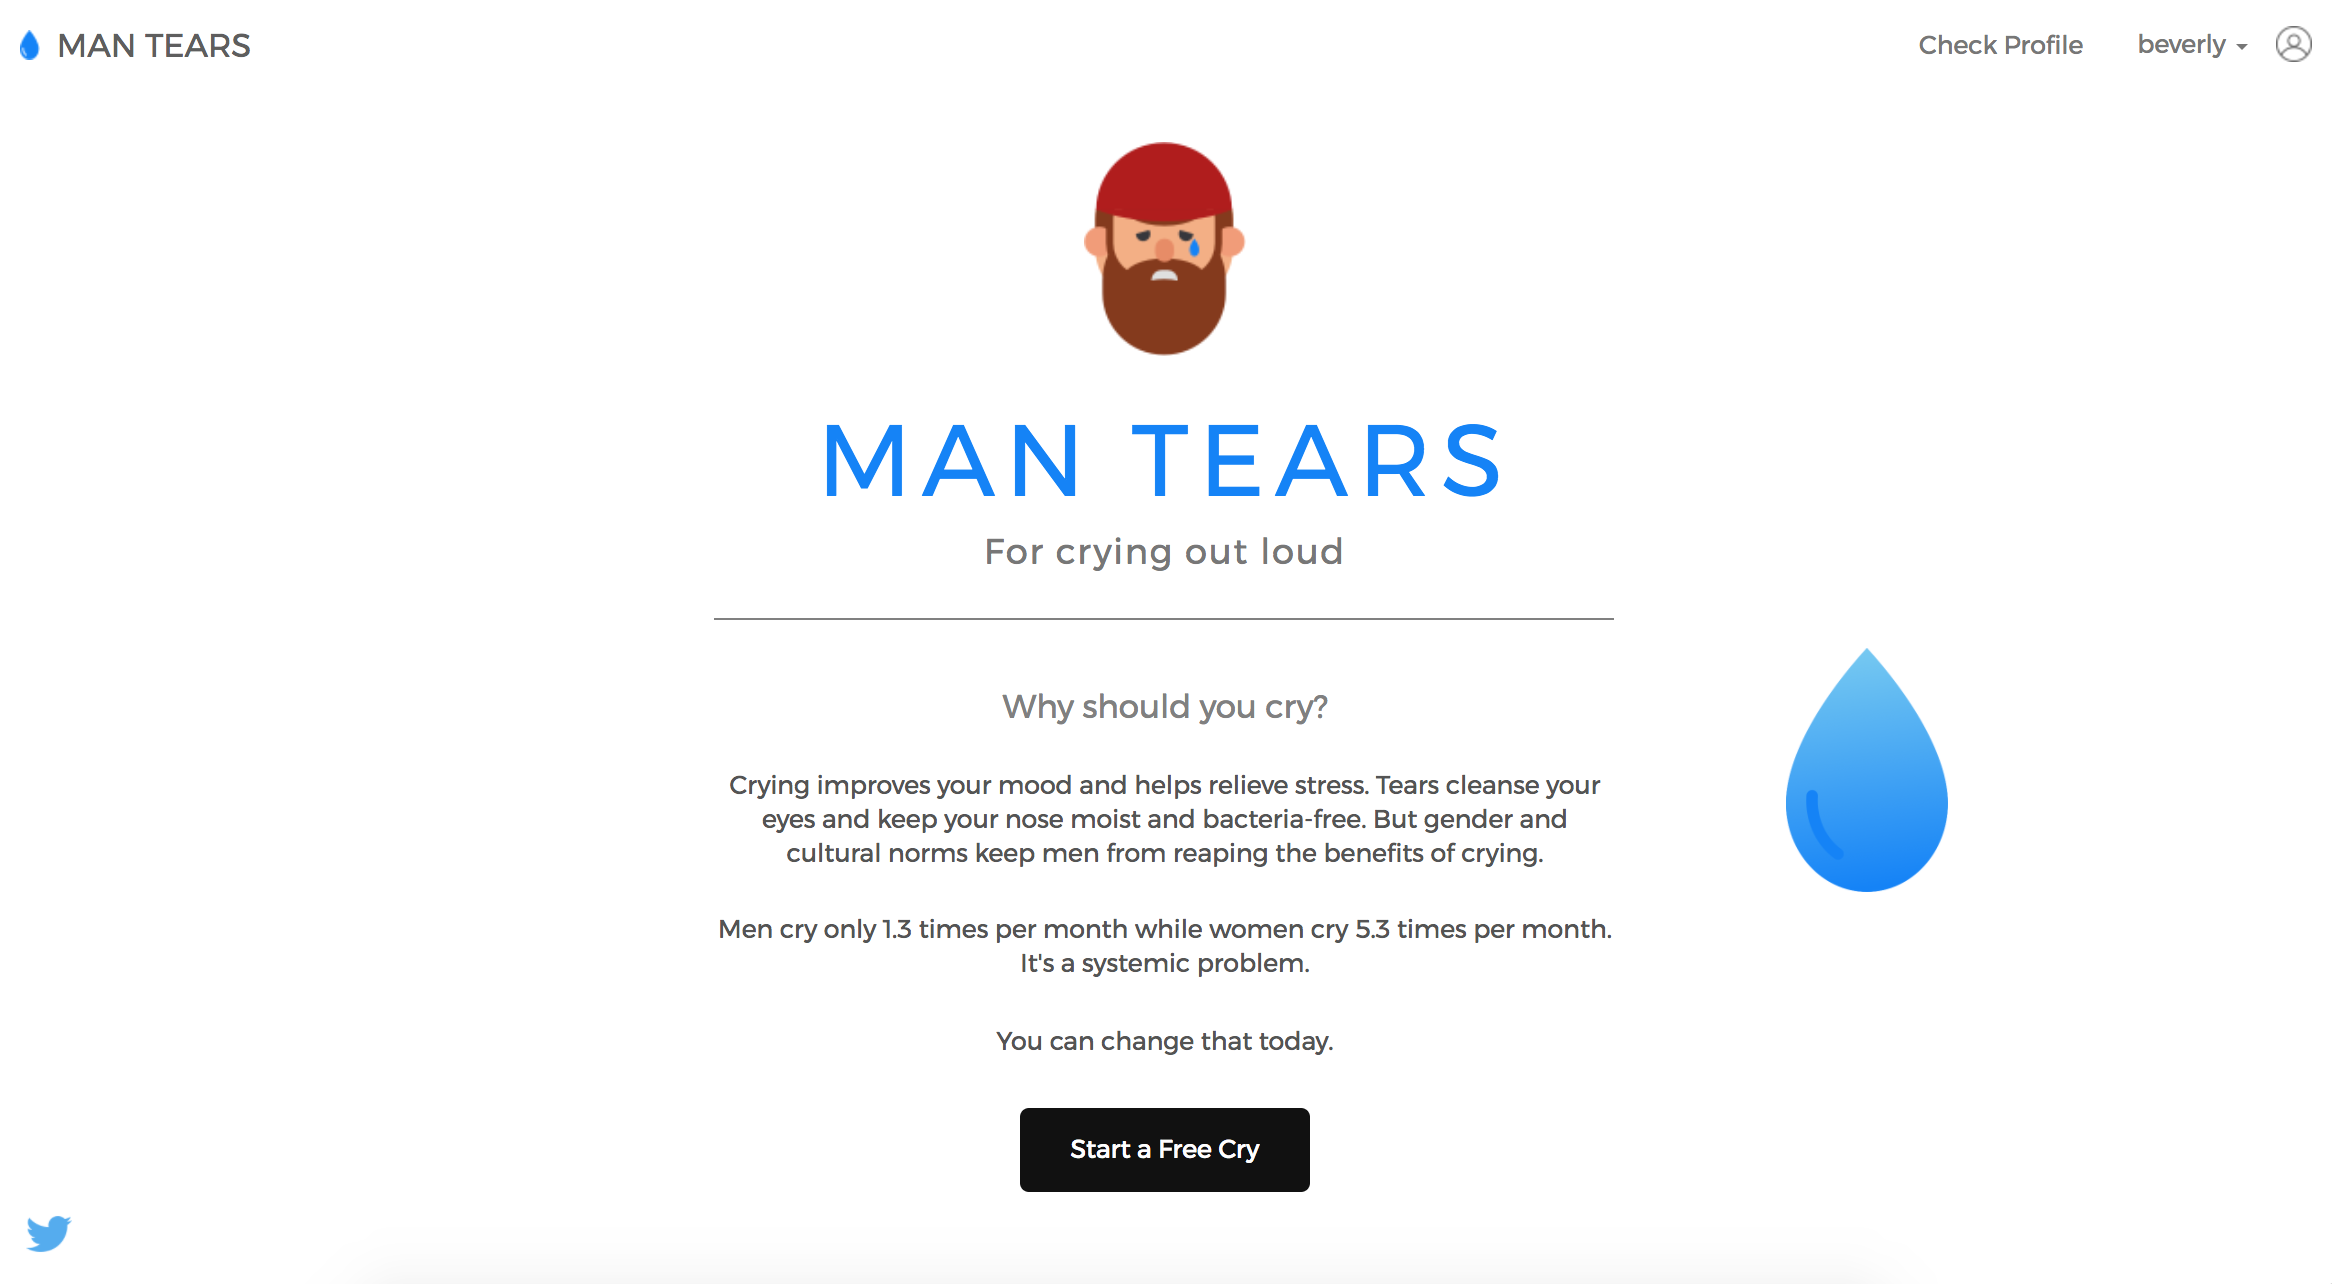 MAN TEARS
Check Profile
beverly
MAN TEARS
For crying out loud
Why should you cry?
Crying improves your mood and helps relieve stress. Tears cleanse your
eyes and keep your nose moist and bacteria-free. But gender and
cultural norms keep men from reaping the benefits of crying.
Men cry only 1.3 times per month while women cry 5.3 times per month.
It's a systemic problem.
You can change that today.
Start a Free Cry